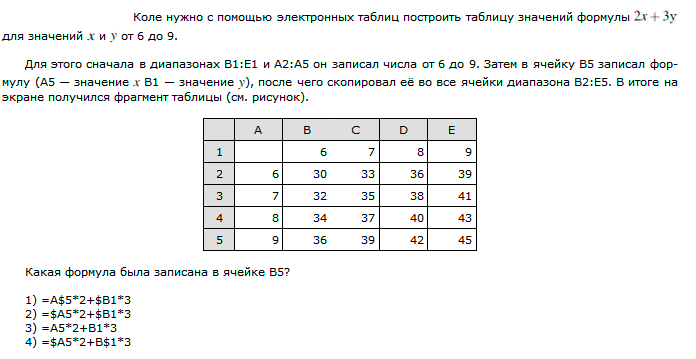 Коле нужно с помощью электронных таблиц построить таблицу значений формулы 2x + 3y
для значений x и y от 6 до 9.
Для этого сначала в диапазонах B1:E1 и A2:A5 он записал числа от 6 до 9. Затем в ячейку B5 записал фор-
мулу (A5 — значение x B1 — значение y), после чего скопировал её во все ячейки диапазона B2:E5. В итоге на
экране получился фрагмент таблицы (см. рисунок).
A B C D E
1 6 7 8 9
2 6 30 33 36 39
3 7 32 35 38 41
4 8 34 37 40 43
5 9 36 39 42 45
Какая формула была записана в ячейке B5?
1) =A$5*2+$B1*3
2) =$A5*2+$B1*3
3) =A5*2+B1*3
4) =$A5*2+B$1*3